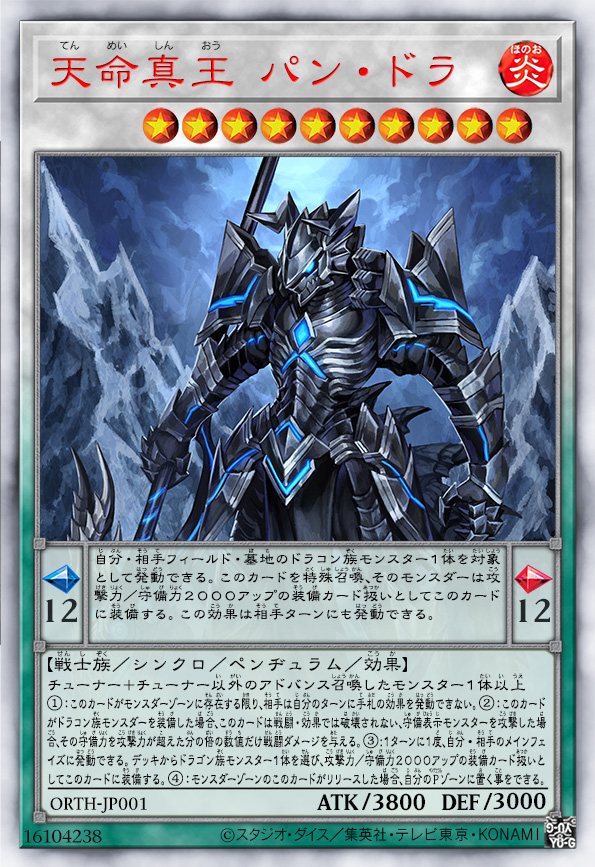 てん めい しん おう
天命真王 パン・ドラ
ほのお
炎
自分・相手フィールド・墓地のドラゴン族モンスター1体を対象
として発動できる。このカードを特殊召喚、そのモンスターは攻
撃力/守備力2000アップの装備カード扱いとしてこのカード
に装備する。この効果は相手ターンにも発動できる。
12
12
【戦士族/シンクロ/ペンデュラム/効果】
チューナー+チューナー以外のアドバンス召喚したモンスター1体以上
①:このカードがモンスターゾーンに存在する限り、相手は自分のターンに手札の効果を発動できない。②:このカー
ドがドラゴン族モンスターを装備した場合、このカードは戦闘・効果では破壊されない、守備表示モンスターを攻撃した場
合、その守備力を攻撃力が超えた分の倍の数値だけ戦闘ダメージを与える。③:1ターンに1度、自分・相手のメインフェ
イズに発動できる。デッキからドラゴン族モンスター1体を選び、攻撃力/守備力2000アップの装備カード扱いと
してこのカードに装備する。④:モンスターゾーンのこのカードがリリースした場合、自分のPゾーンに置く事をできる。
ORTH-JP001
ATK/3800 DEF/3000
16104238
©スタジオ・ダイス/集英社・テレビ東京・KONAMI